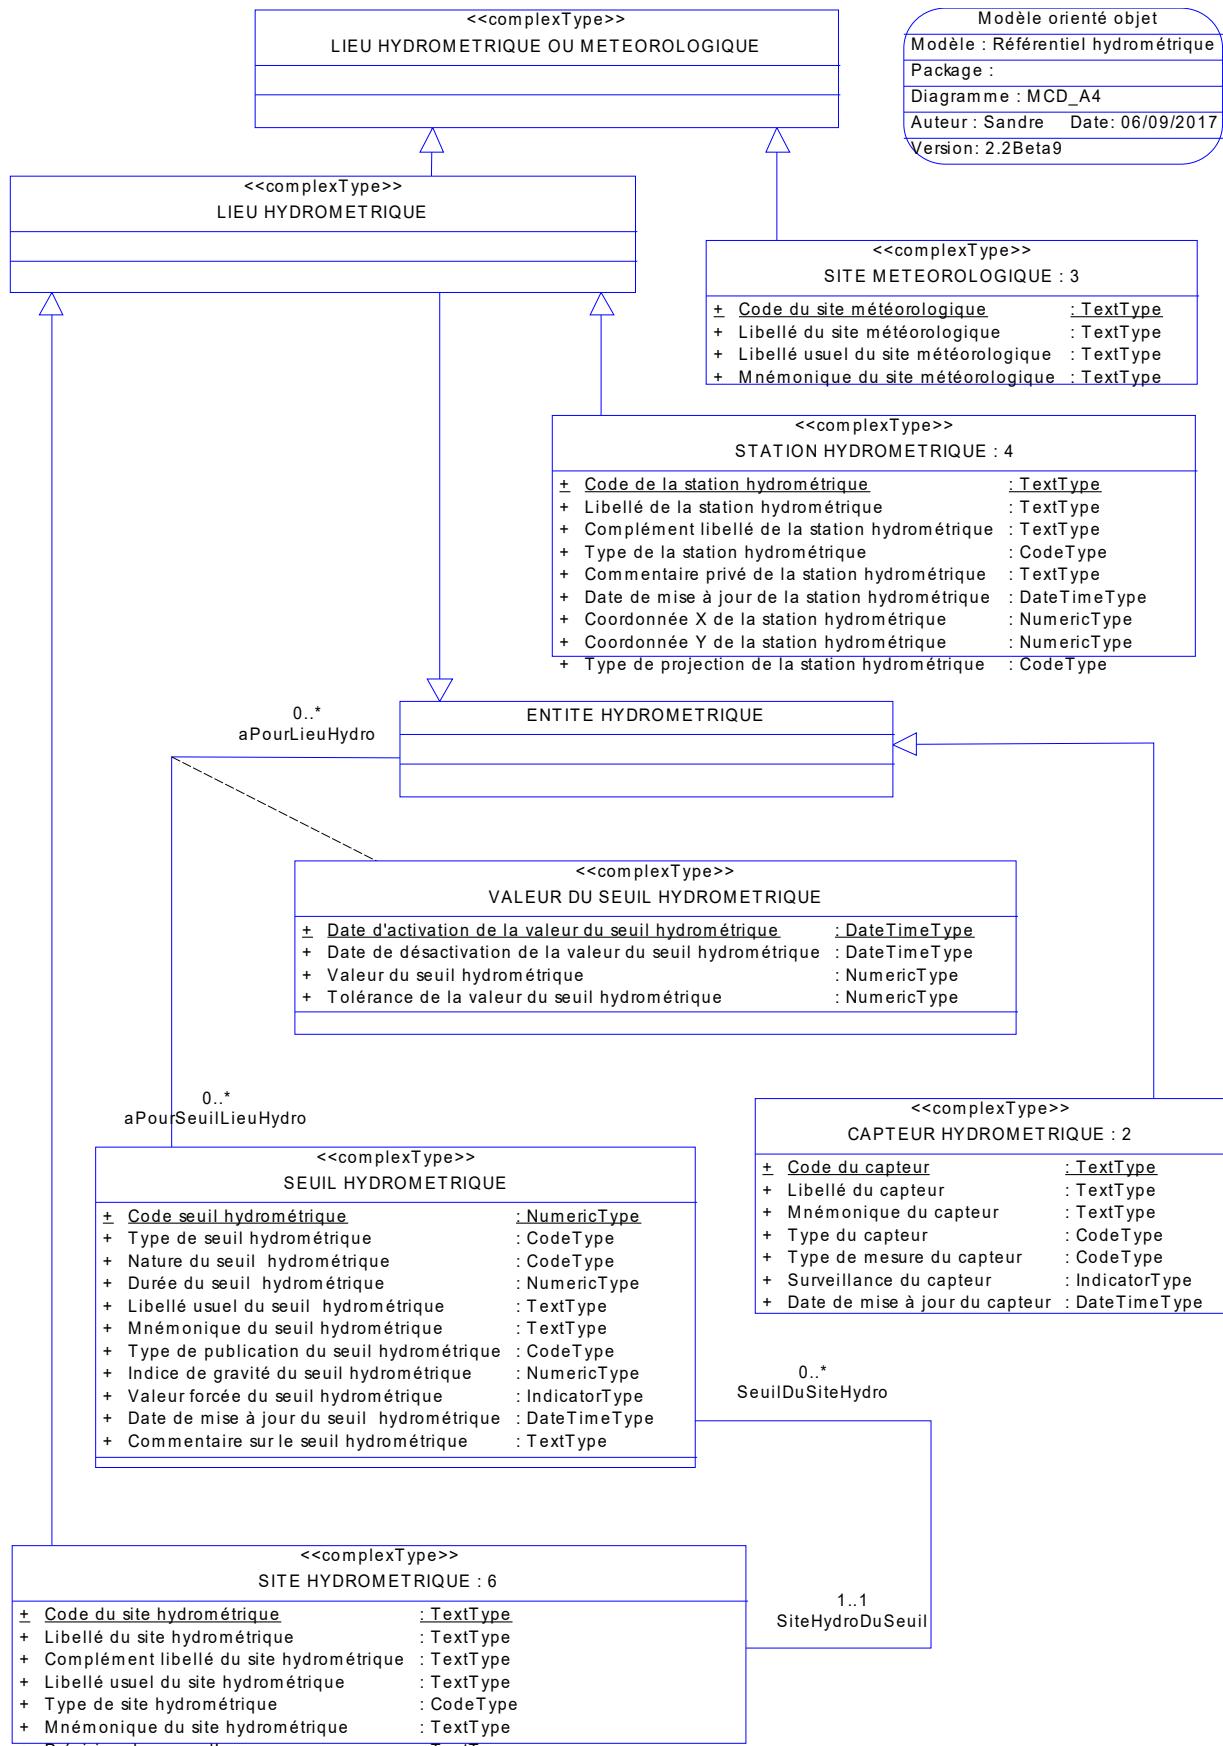 <<complexType>>
LIEU HYDROMETRIQUE OU METEOROLOGIQUE
Modèle orienté objet
Modèle : Référentiel hydrométrique
Package :
Diagramme : MCD_A4
Auteur : Sandre Date: 06/09/2017
Version: 2.2Beta9
<<complexType>>
LIEU HYDROMETRIQUE
<<complexType>>
SITE METEOROLOGIQUE : 3
+ Code du site météorologique : TextType
+ Libellé du site météorologique : TextType
+ Libellé usuel du site météorologique : TextType
+ Mnémonique du site météorologique : TextType
<<complexType>>
STATION HYDROMETRIQUE : 4
+ Code de la station hydrométrique : TextType
+ Libellé de la station hydrométrique : TextType
+ Complément libellé de la station hydrométrique : TextType
+ Type de la station hydrométrique : CodeType
+ Commentaire privé de la station hydrométrique : TextType
+ Date de mise à jour de la station hydrométrique : DateTimeType
+ Coordonnée X de la station hydrométrique : NumericType
+ Coordonnée Y de la station hydrométrique : NumericType
+ Type de projection de la station hydrométrique : CodeType
0..*
aPourLieuHydro
ENTITE HYDROMETRIQUE
<<complexType>>
VALEUR DU SEUIL HYDROMETRIQUE
+ Date d'activation de la valeur du seuil hydrométrique : DateTimeType
+ Date de désactivation de la valeur du seuil hydrométrique : DateTimeType
+ Valeur du seuil hydrométrique : NumericType
+ Tolérance de la valeur du seuil hydrométrique : NumericType
0..*
aPourSeuilLieuHydro
<<complexType>>
CAPTEUR HYDROMETRIQUE : 2
+ Code du capteur : TextType
+ Libellé du capteur : TextType
+ Mnémonique du capteur : TextType
+ Type du capteur : CodeType
+ Type de mesure du capteur : CodeType
+ Surveillance du capteur : IndicatorType
+ Date de mise à jour du capteur : DateTimeType
<<complexType>>
SEUIL HYDROMETRIQUE
+ Code seuil hydrométrique : NumericType
+ Type de seuil hydrométrique : CodeType
+ Nature du seuil hydrométrique : CodeType
+ Durée du seuil hydrométrique : NumericType
+ Libellé usuel du seuil hydrométrique : TextType
+ Mnémonique du seuil hydrométrique : TextType
+ Type de publication du seuil hydrométrique : CodeType
+ Indice de gravité du seuil hydrométrique : NumericType
+ Valeur forcée du seuil hydrométrique : IndicatorType
+ Date de mise à jour du seuil hydrométrique : DateTimeType
+ Commentaire sur le seuil hydrométrique : TextType
0..*
SeuilDuSiteHydro
<<complexType>>
SITE HYDROMETRIQUE : 6
+ Code du site hydrométrique : TextType
+ Libellé du site hydrométrique : TextType
+ Complément libellé du site hydrométrique : TextType
+ Libellé usuel du site hydrométrique : TextType
+ Type de site hydrométrique : CodeType
+ Mnémonique du site hydrométrique : TextType
1..1
SiteHydroDuSeuil